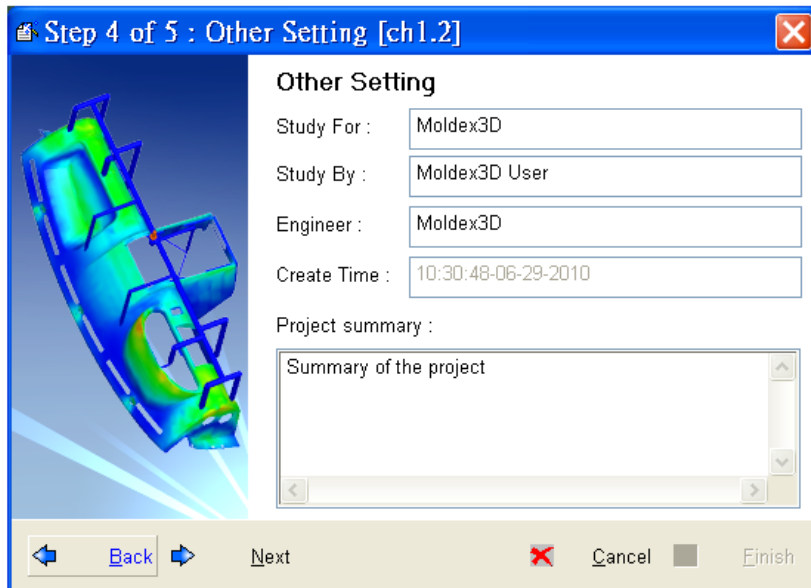 Step 4 of 5 : Other Setting [ch1.2]
Other Setting
Study For : Moldex3D
Study By : Moldex3D User
Engineer : Moldex3D
Create Time : 10:30:48-06-29-2010
Project summary :
Summary of the project
Back Next Cancel Finish